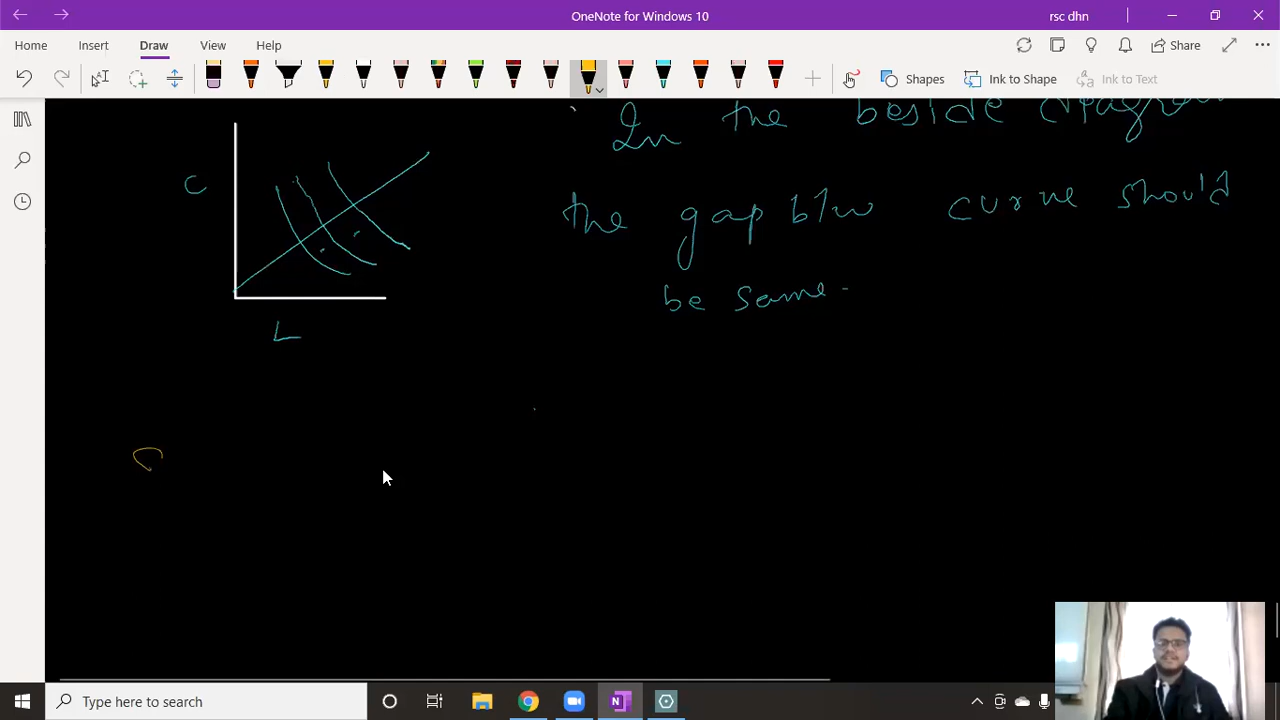 OneNote for Windows 10
rsc dhn
Home Insert Draw View Help
Share
Shapes
Ink to Shape
Ink to Text
In the beside diagram
the gap b/w curve should
be same -
C
L
Type here to search